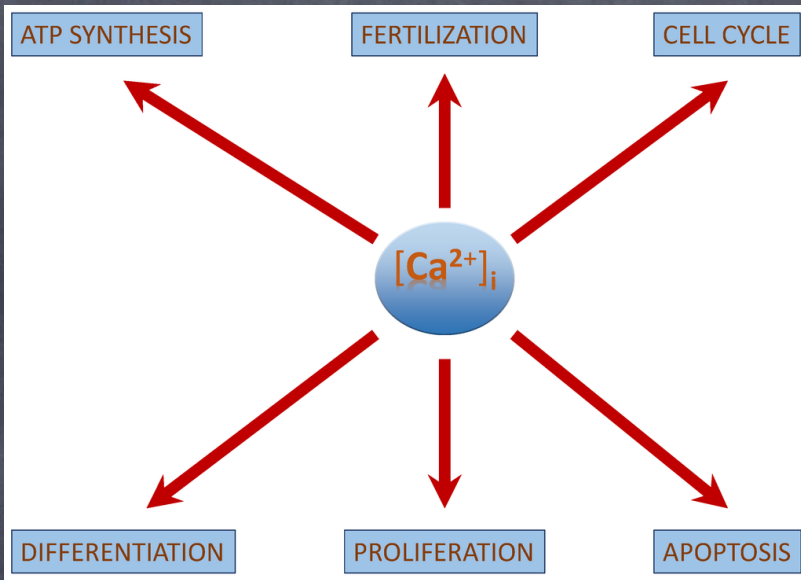 ATP SYNTHESIS
FERTILIZATION
CELL CYCLE
[Ca²⁺]ᵢ
DIFFERENTIATION
PROLIFERATION
APOPTOSIS